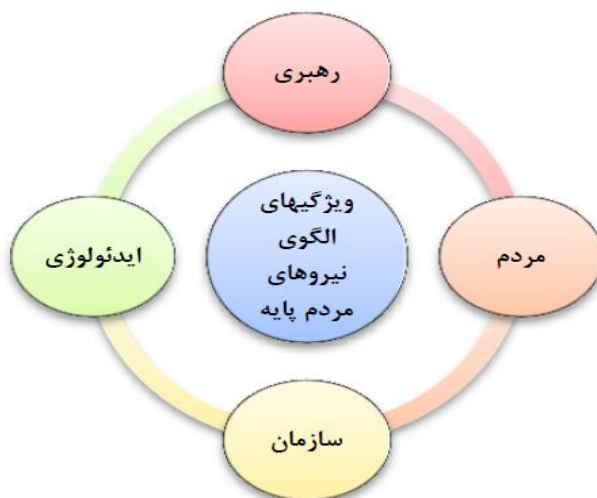 رهبری
ویژگیهای
الگوی
نیروهای
مردم پایه
مردم
سازمان
ایدئولوژی